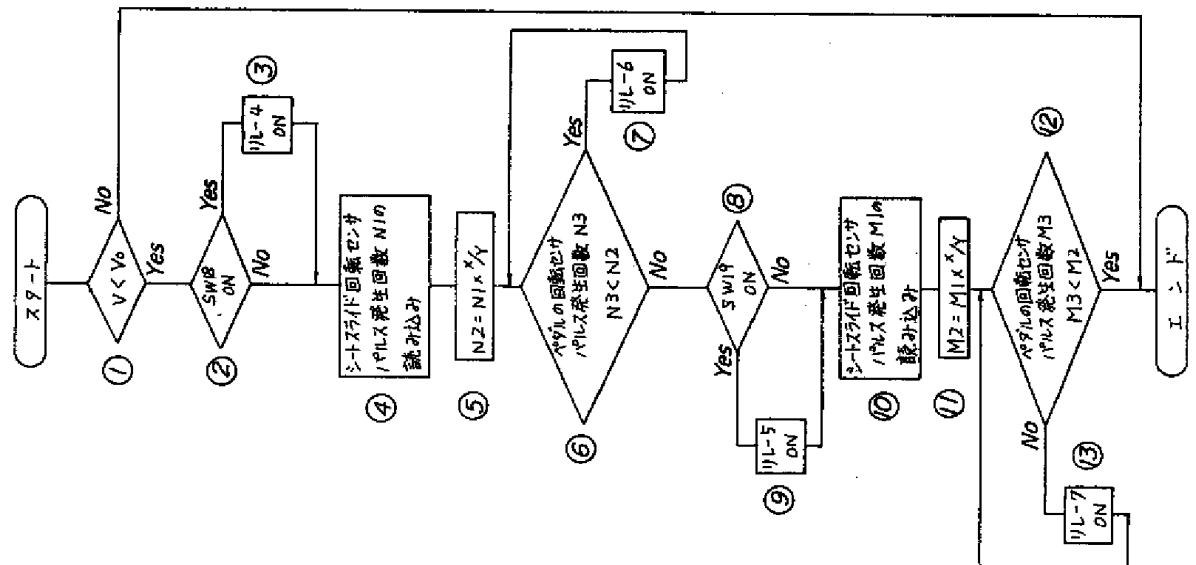 スタート
①
V<V₀
No
Yes
②
SW18
ON
Yes
No
③
リレー4
ON
④
シートスライド回転センサ
パルス発生回数N1の
読み込み
⑤
N2=N1×X/Y
⑥
ペダルの回転センサ
パルス発生回数N3
N3<N2
Yes
No
⑦
リレー6
ON
⑧
SW19
ON
Yes
No
⑨
リレー5
ON
⑩
シートスライド回転センサ
パルス発生回数M1の
読み込み
⑪
M2=M1×X/Y
⑫
ペダルの回転センサ
パルス発生回数M3
M3<M2
No
Yes
⑬
リレー7
ON
エンド